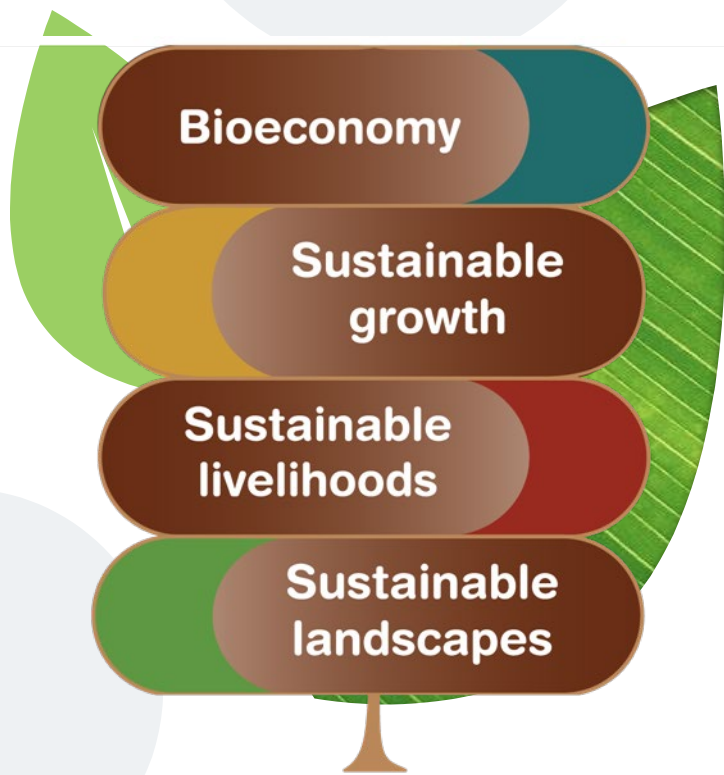 Bioeconomy
Sustainable
growth
Sustainable
livelihoods
Sustainable
landscapes